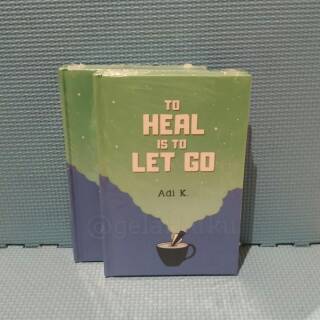 TO
HEAL
IS TO
LET GO
Adi K.